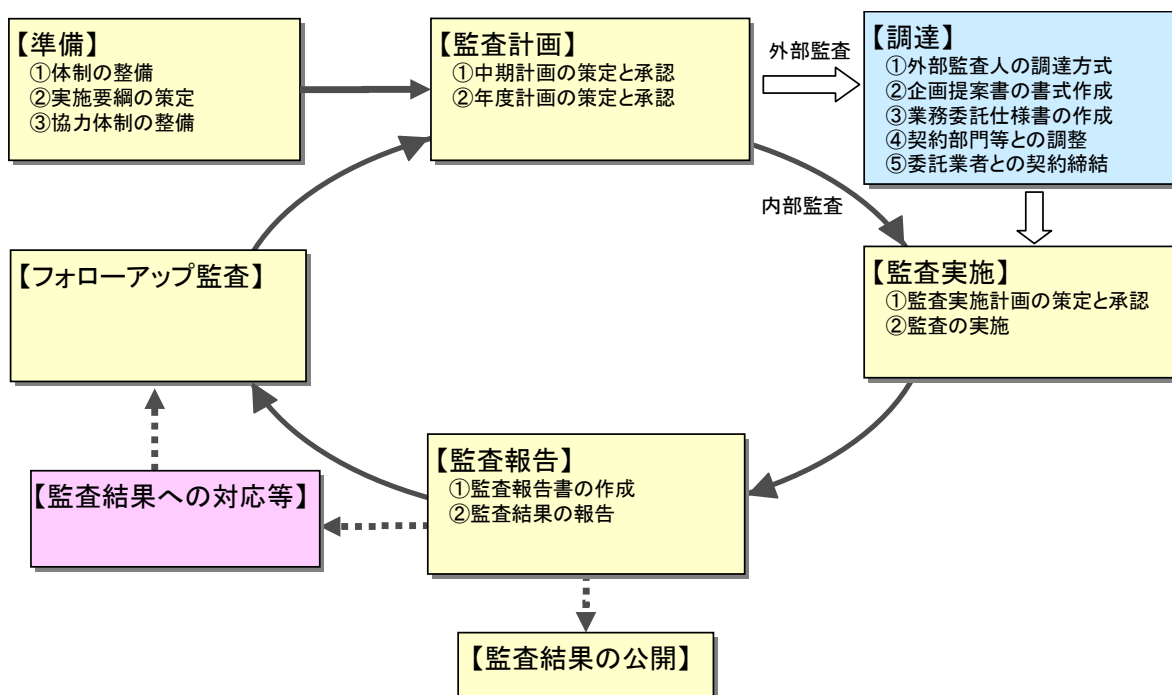 【準備】
①体制の整備
②実施要綱の策定
③協力体制の整備
【監査計画】
①中期計画の策定と承認
②年度計画の策定と承認
外部監査
【調達】
①外部監査人の調達方式
②企画提案書の書式作成
③業務委託仕様書の作成
④契約部門等との調整
⑤委託業者との契約締結
内部監査
【フォローアップ監査】
【監査実施】
①監査実施計画の策定と承認
②監査の実施
【監査報告】
①監査報告書の作成
②監査結果の報告
【監査結果への対応等】
【監査結果の公開】